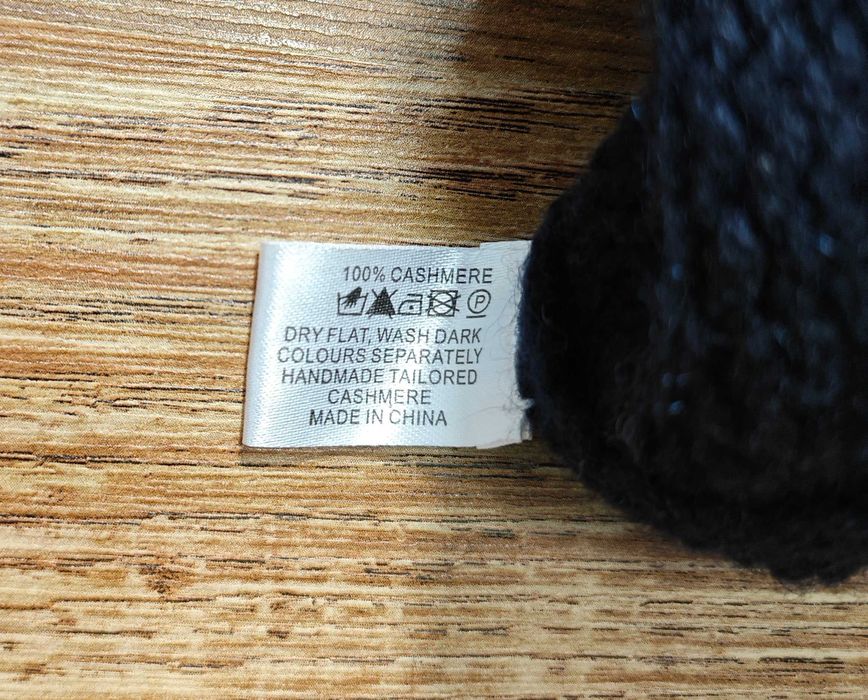 100% CASHMERE
P
DRY FLAT, WASH DARK
COLOURS SEPARATELY
HANDMADE TAILORED
CASHMERE
MADE IN CHINA